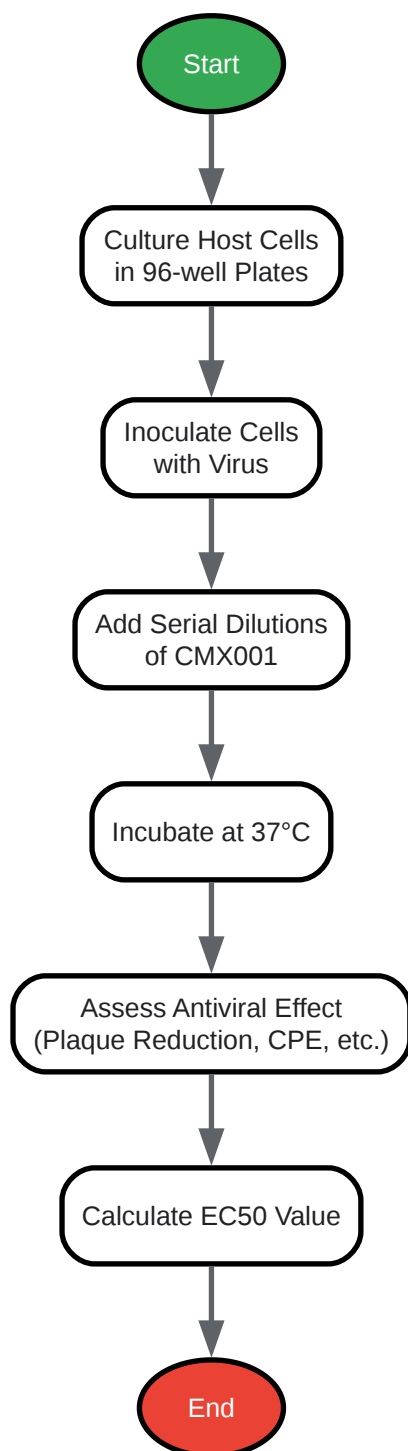 Start
Culture Host Cells
in 96-well Plates
Inoculate Cells
with Virus
Add Serial Dilutions
of CMX001
Incubate at 37°C
Assess Antiviral Effect
(Plaque Reduction, CPE, etc.)
Calculate EC50 Value
End